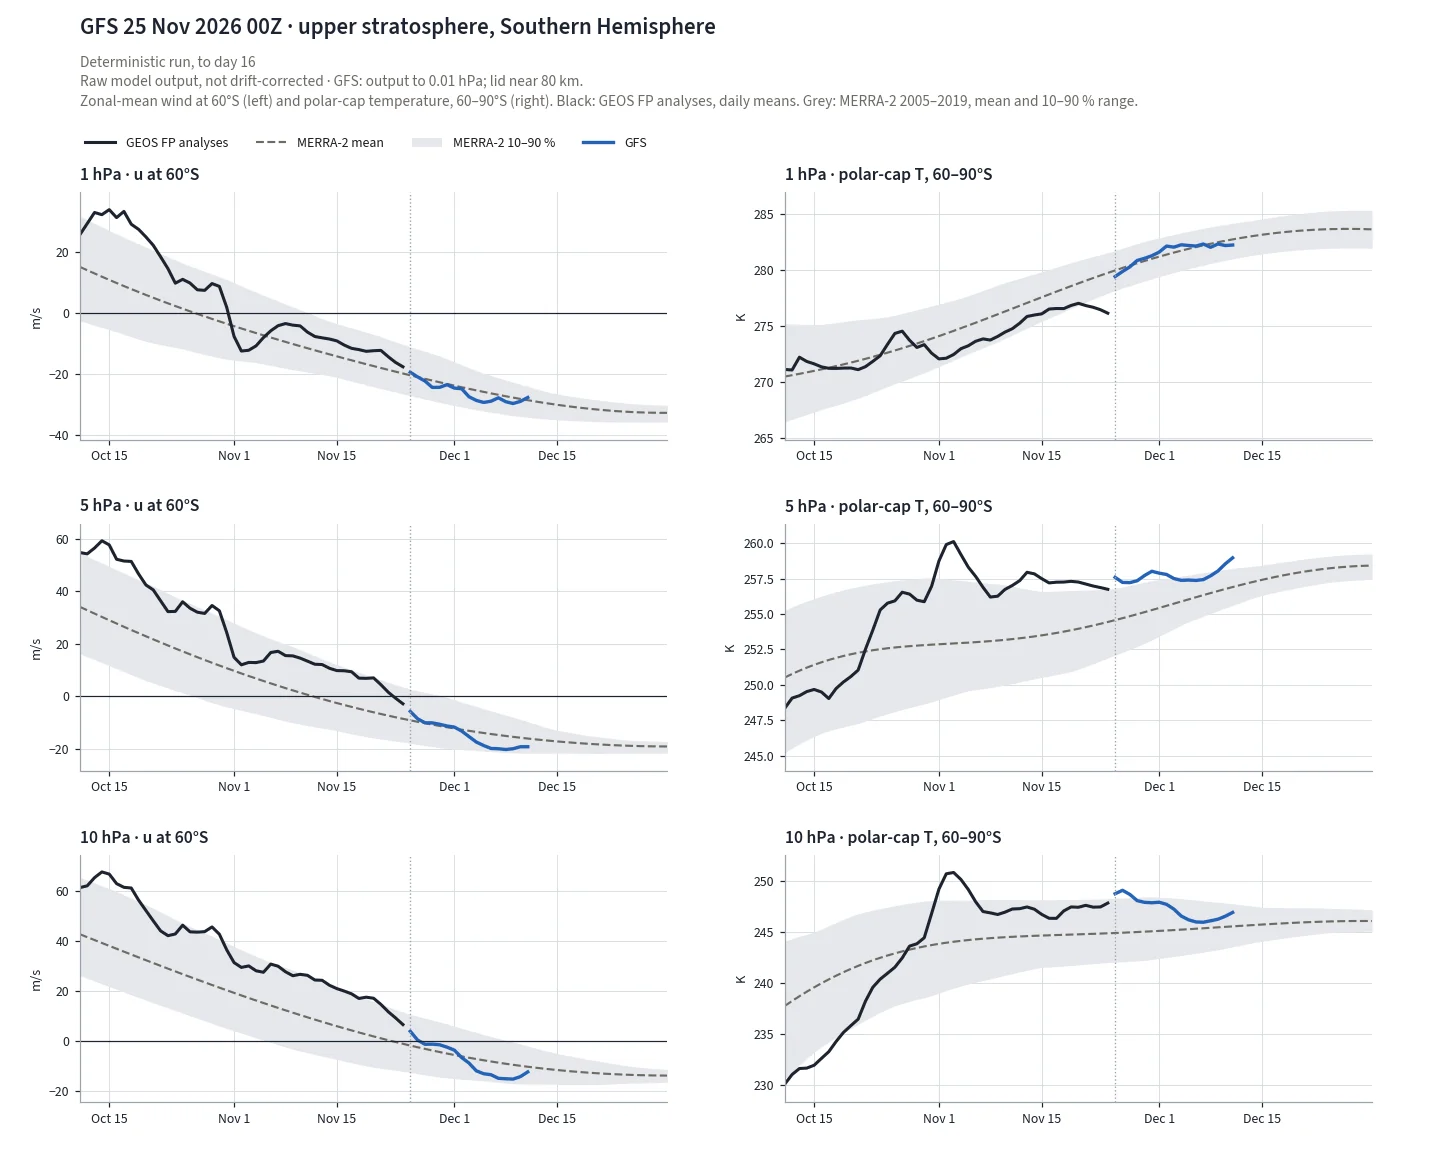 GFS 25 Nov 2026 00Z · upper stratosphere, Southern Hemisphere
Deterministic run, to day 16
Raw model output, not drift-corrected · GFS: output to 0.01 hPa; lid near 80 km.
Zonal-mean wind at 60°S (left) and polar-cap temperature, 60–90°S (right). Black: GEOS FP analyses, daily means. Grey: MERRA-2 2005–2019, mean and 10–90 % range.
GEOS FP analyses MERRA-2 mean MERRA-2 10–90 % GFS
1 hPa · u at 60°S
m/s
20
0
−20
−40
Oct 15 Nov 1 Nov 15 Dec 1 Dec 15
1 hPa · polar-cap T, 60–90°S
K
285
280
275
270
265
Oct 15 Nov 1 Nov 15 Dec 1 Dec 15
5 hPa · u at 60°S
m/s
60
40
20
0
−20
Oct 15 Nov 1 Nov 15 Dec 1 Dec 15
5 hPa · polar-cap T, 60–90°S
K
260.0
257.5
255.0
252.5
250.0
247.5
245.0
Oct 15 Nov 1 Nov 15 Dec 1 Dec 15
10 hPa · u at 60°S
m/s
60
40
20
0
−20
Oct 15 Nov 1 Nov 15 Dec 1 Dec 15
10 hPa · polar-cap T, 60–90°S
K
250
245
240
235
230
Oct 15 Nov 1 Nov 15 Dec 1 Dec 15